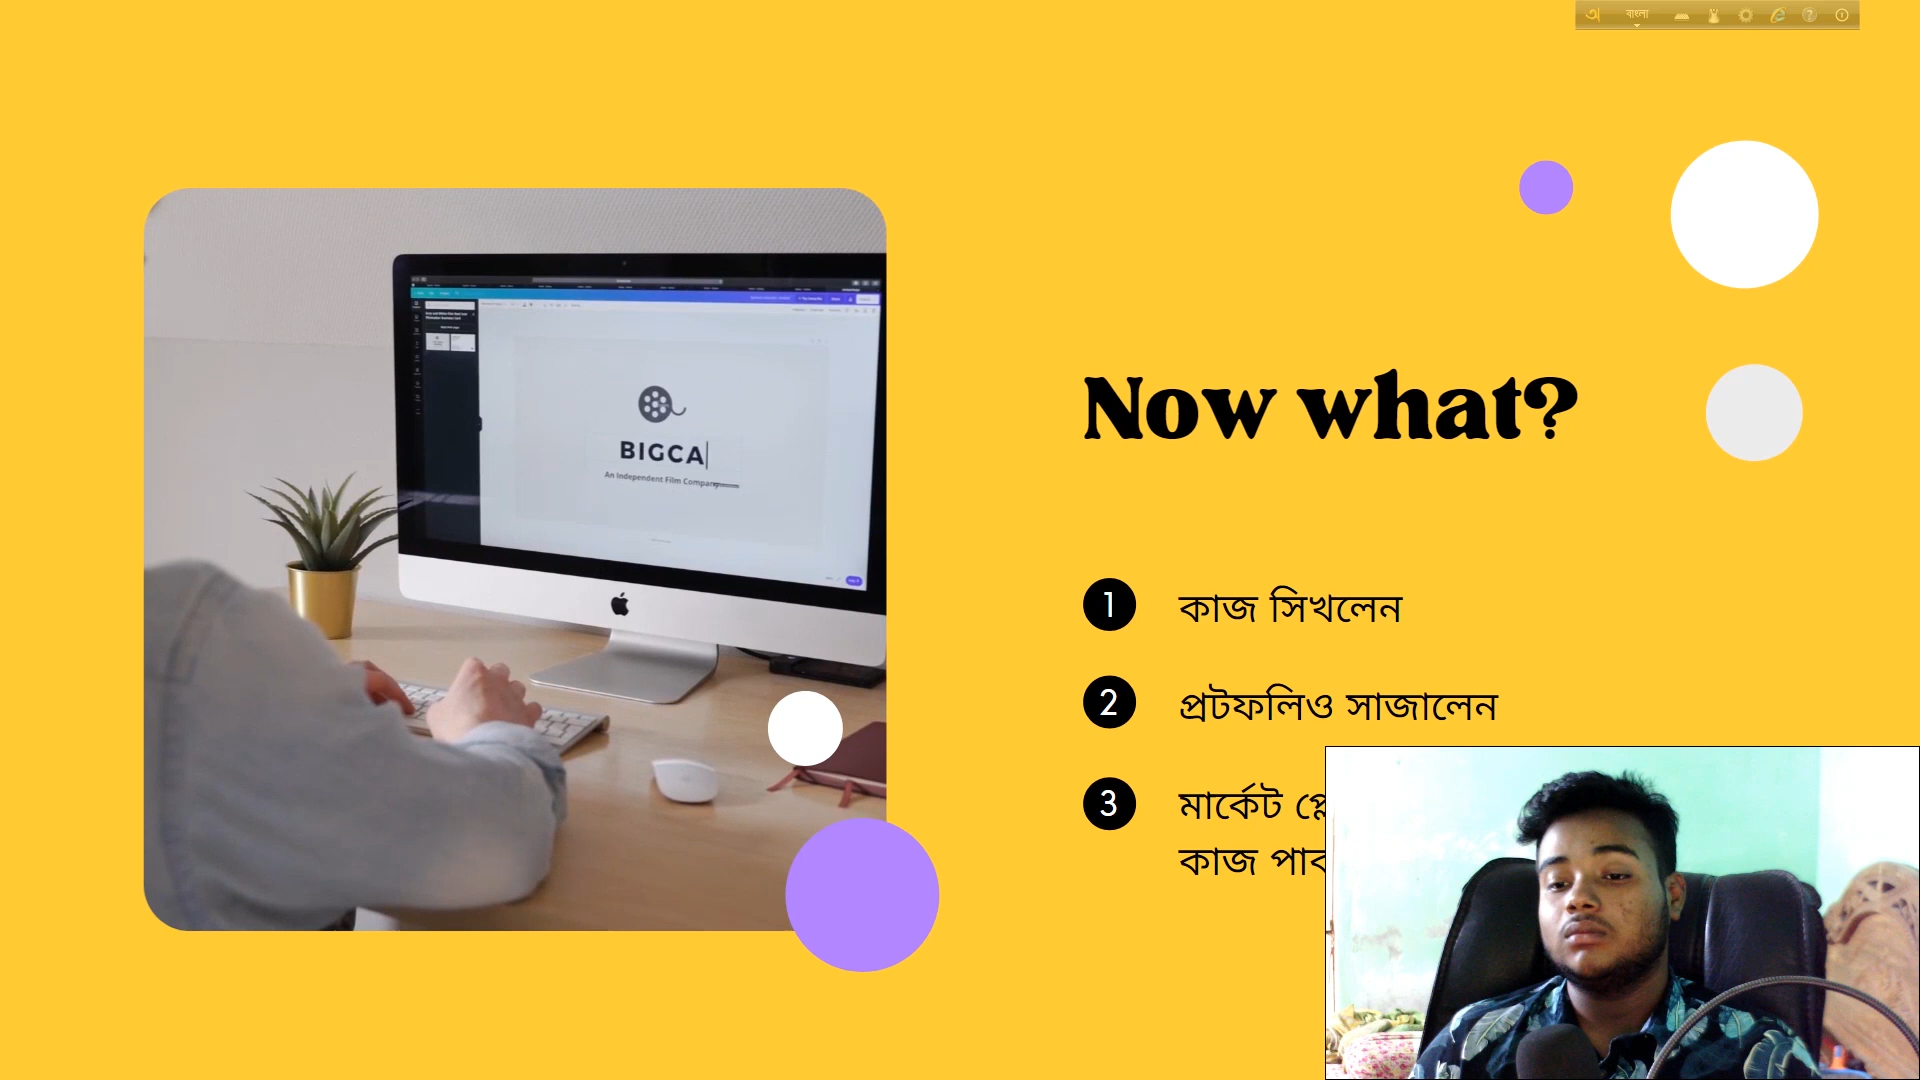 বাংলা
BIGCA
An Independent Film Company
Now what?
1 কাজ সিখলেন
2 প্রটফলিও সাজালেন
3 মার্কেট
কাজ